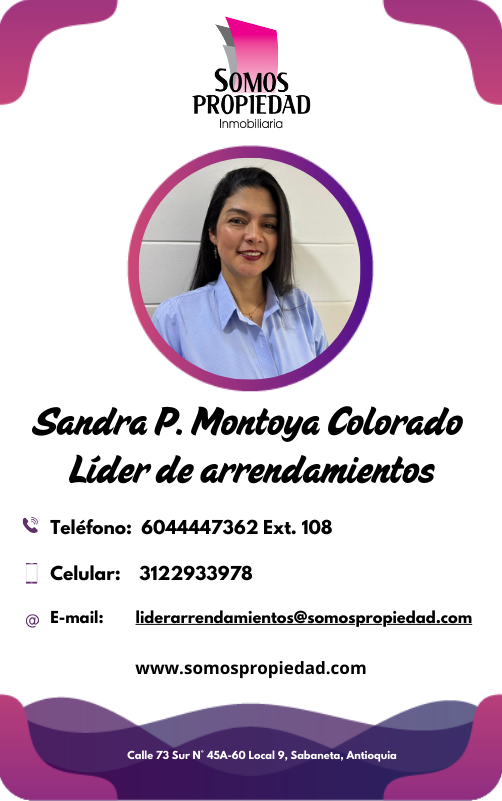 SOMOS
PROPIEDAD
Inmobiliaria
Sandra P. Montoya Colorado
Líder de arrendamientos
Teléfono: 6044447362 Ext. 108
Celular: 3122933978
@ E-mail: liderarrendamientos@somospropiedad.com
www.somospropiedad.com
Calle 73 Sur N° 45A-60 Local 9, Sabaneta, Antioquia